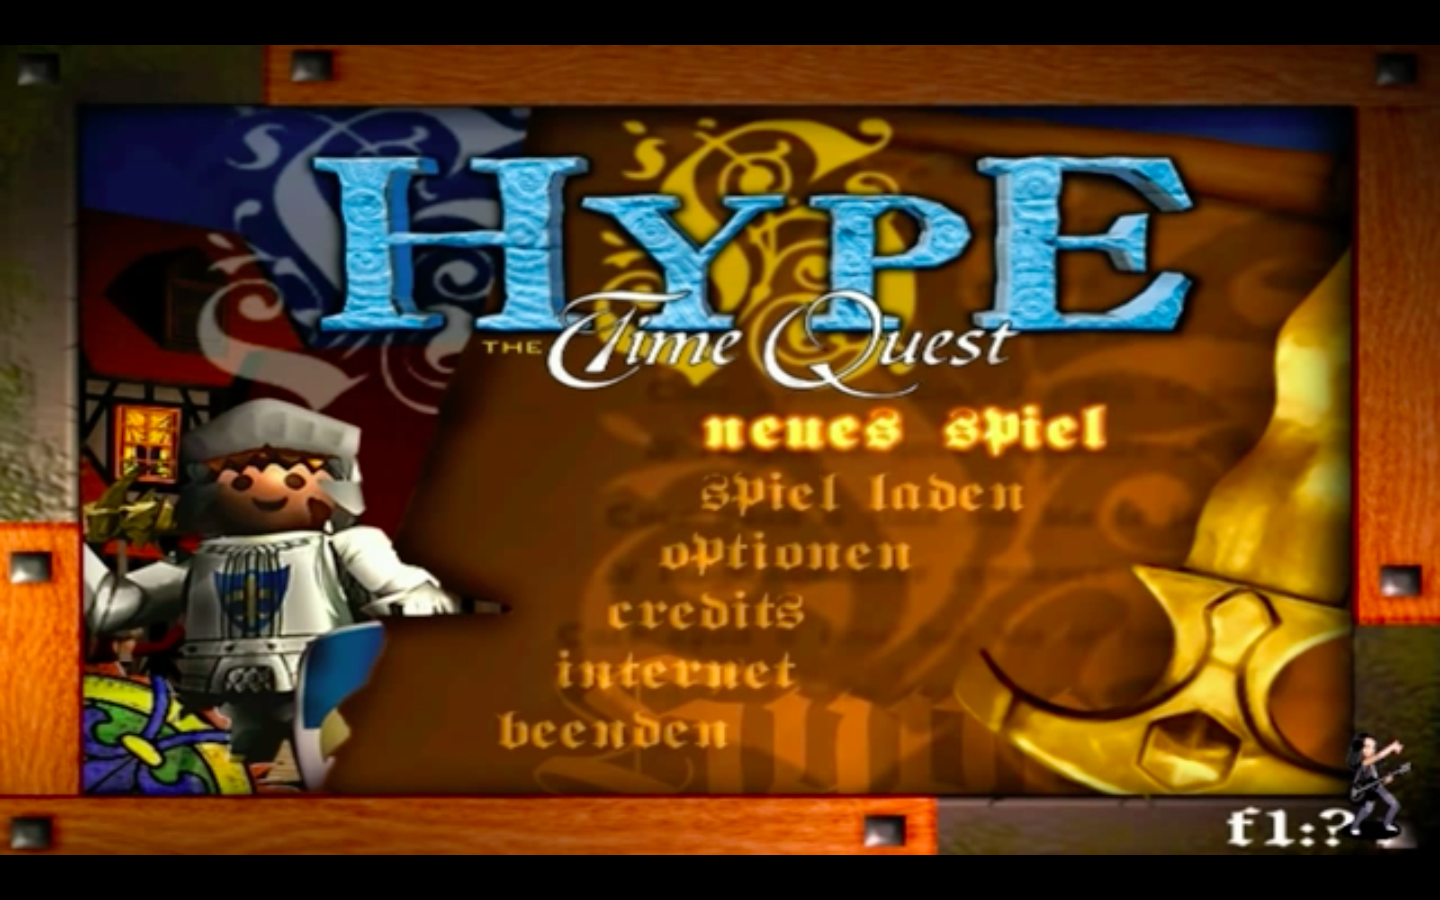 HYPE
THE Time Quest
neues spiel
spiel laden
optionen
credits
internet
beenden
f1:?